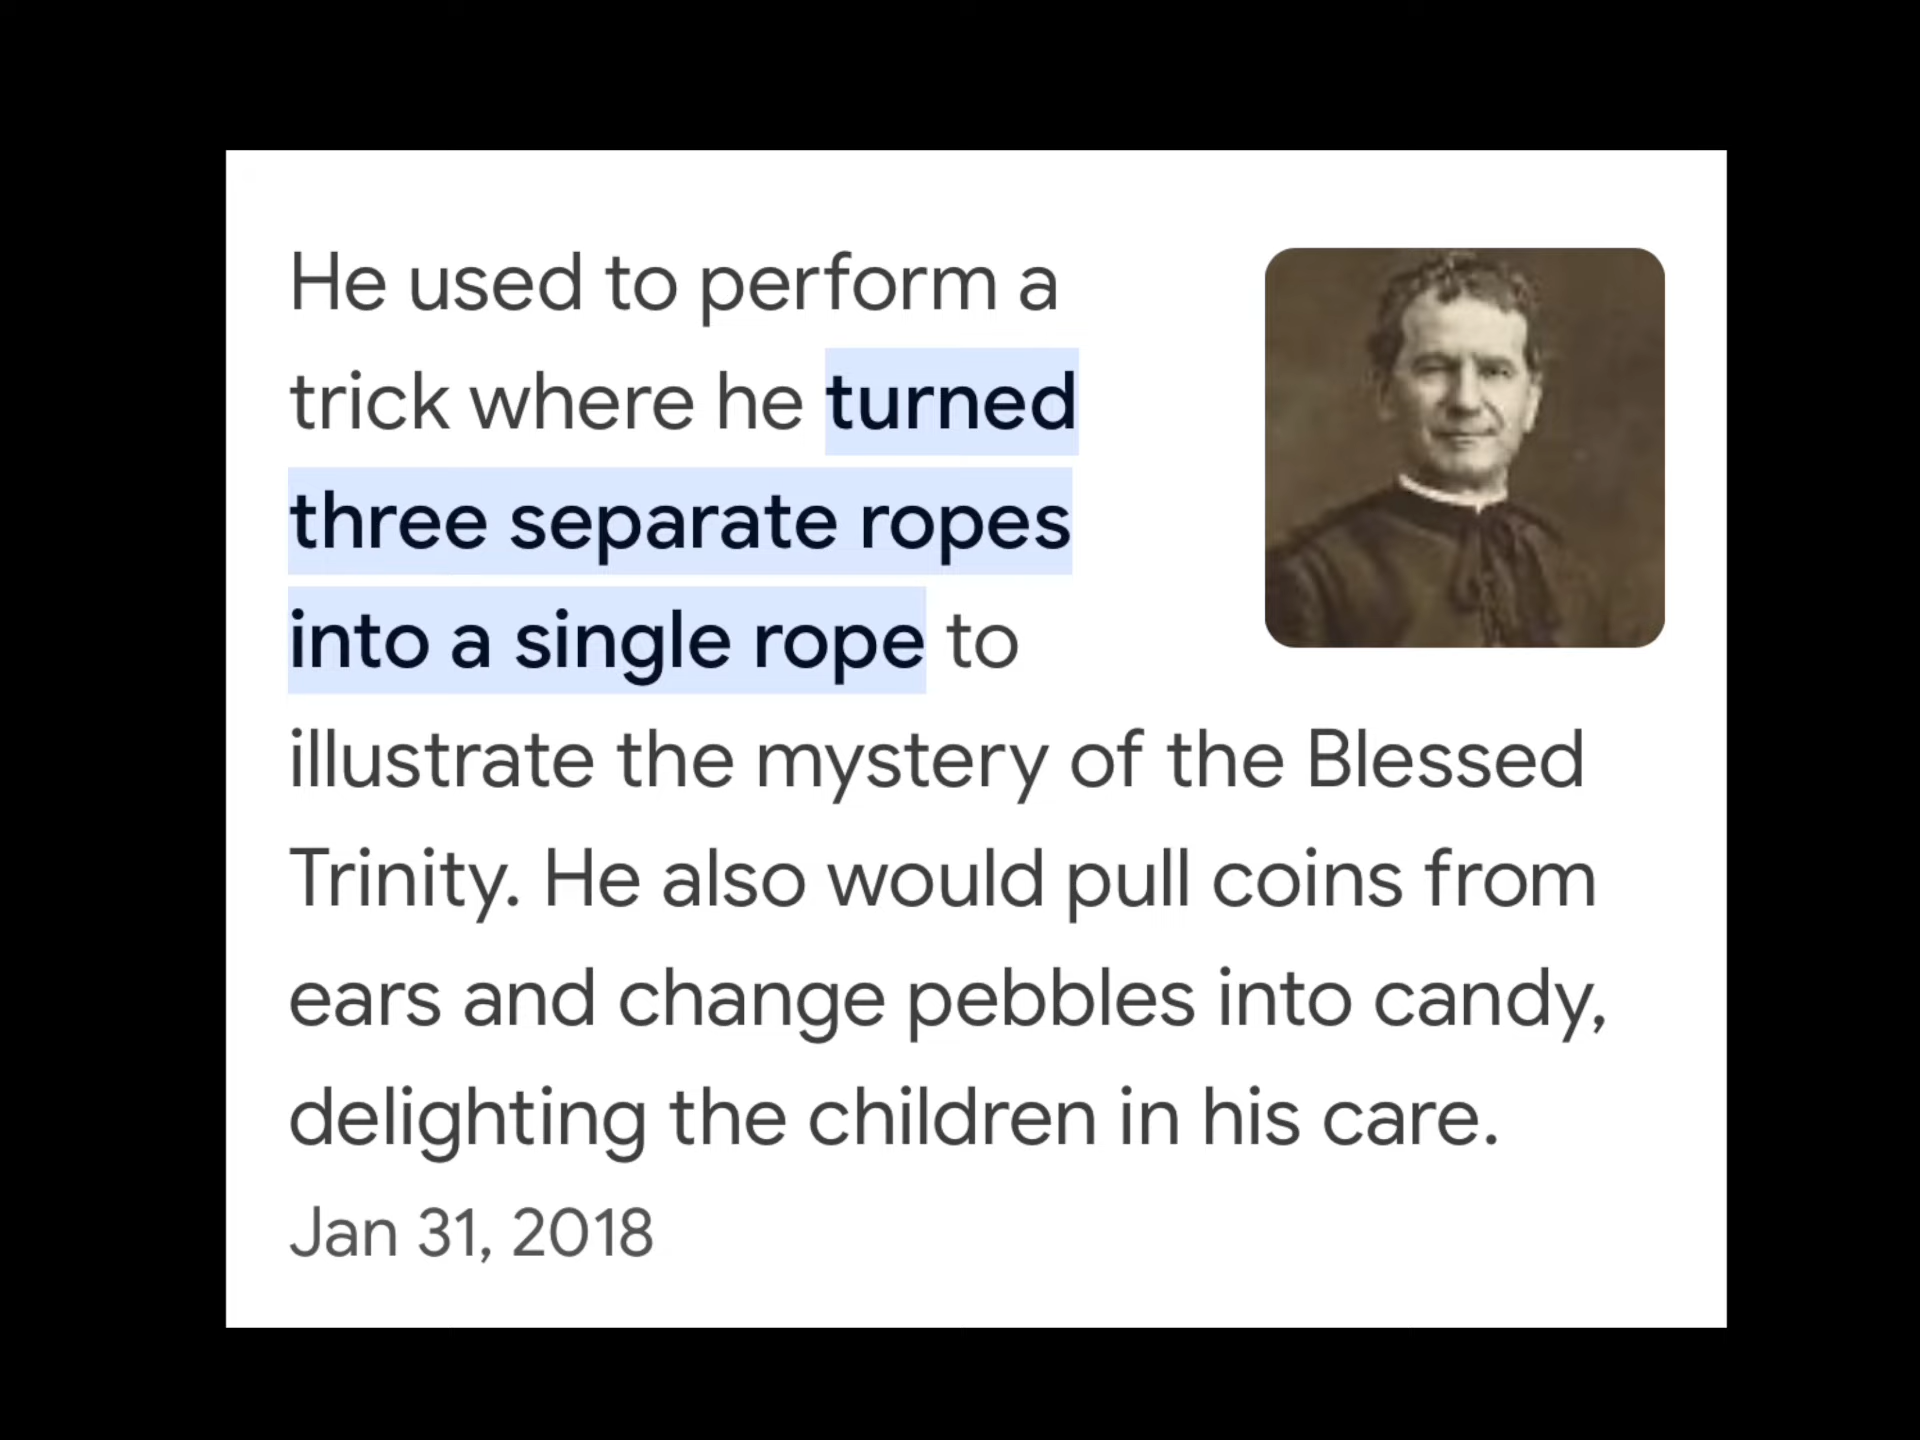 He used to perform a
trick where he turned
three separate ropes
into a single rope to
illustrate the mystery of the Blessed
Trinity. He also would pull coins from
ears and change pebbles into candy,
delighting the children in his care.
Jan 31, 2018